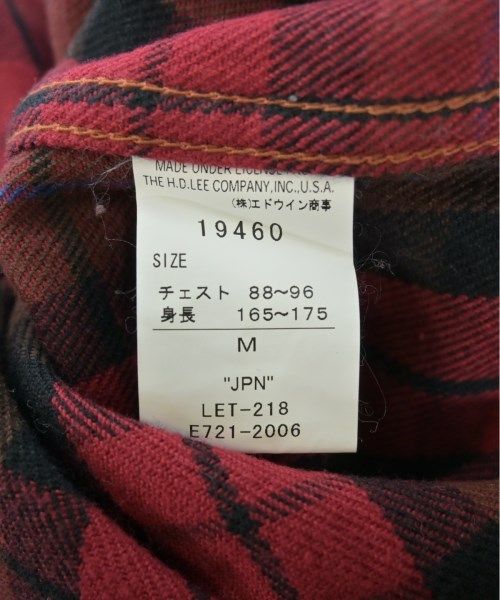 MADE UNDER LICENSE
THE H.D.LEE COMPANY,INC.,U.S.A.
(株)エドウイン商事
19460
SIZE
チェスト 88～96
身長 165～175
M
"JPN"
LET-218
E721-2006